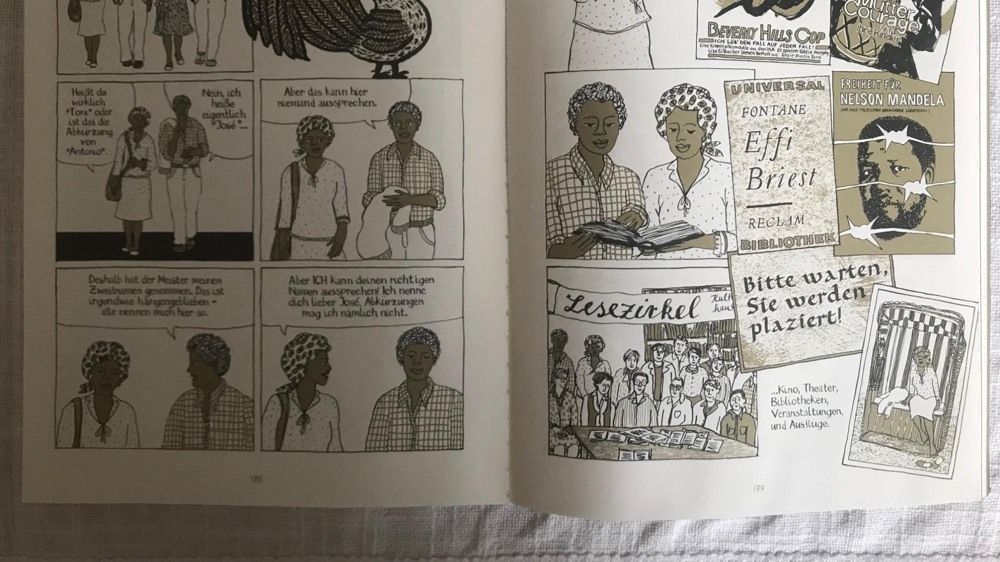 Heißt du
wirklich
"Toni" oder
ist das die
Abkürzung
von
"Antonio".
Nein, ich
heiße
eigentlich
"José"...
Aber das kann hier
niemand aussprechen.
Deshalb hat der Meister meinen
Zweitnamen genommen. Das ist
irgendwie hängengeblieben –
alle nennen mich hier so.
Aber ICH kann deinen richtigen
Namen aussprechen! Ich nenne
dich lieber José, Abkürzungen
mag ich nämlich nicht.
178
BEVERLY HILLS COP
ICH LÖS' DEN FALL AUF JEDEN FALL!
Eine Kriminalkomödie aus den USA Es spielen: Eddie Murphy
Lisa Eilbacher Steven Berkoff u.a. Regie: Martin Brest
Mutter
Courage
und
Ihre Kinder
UNIVERSAL
FONTANE
Effi
Briest
RECLAM
BIBLIOTHEK
FREIHEIT FÜR
NELSON MANDELA
UND ALLE POLITISCHEN GEFANGENEN SÜDAFRIKAS!
Lesezirkel
Kult
haus
Bitte warten,
Sie werden
plaziert!
...Kino, Theater,
Bibliotheken,
Veranstaltungen,
und Ausflüge.
179